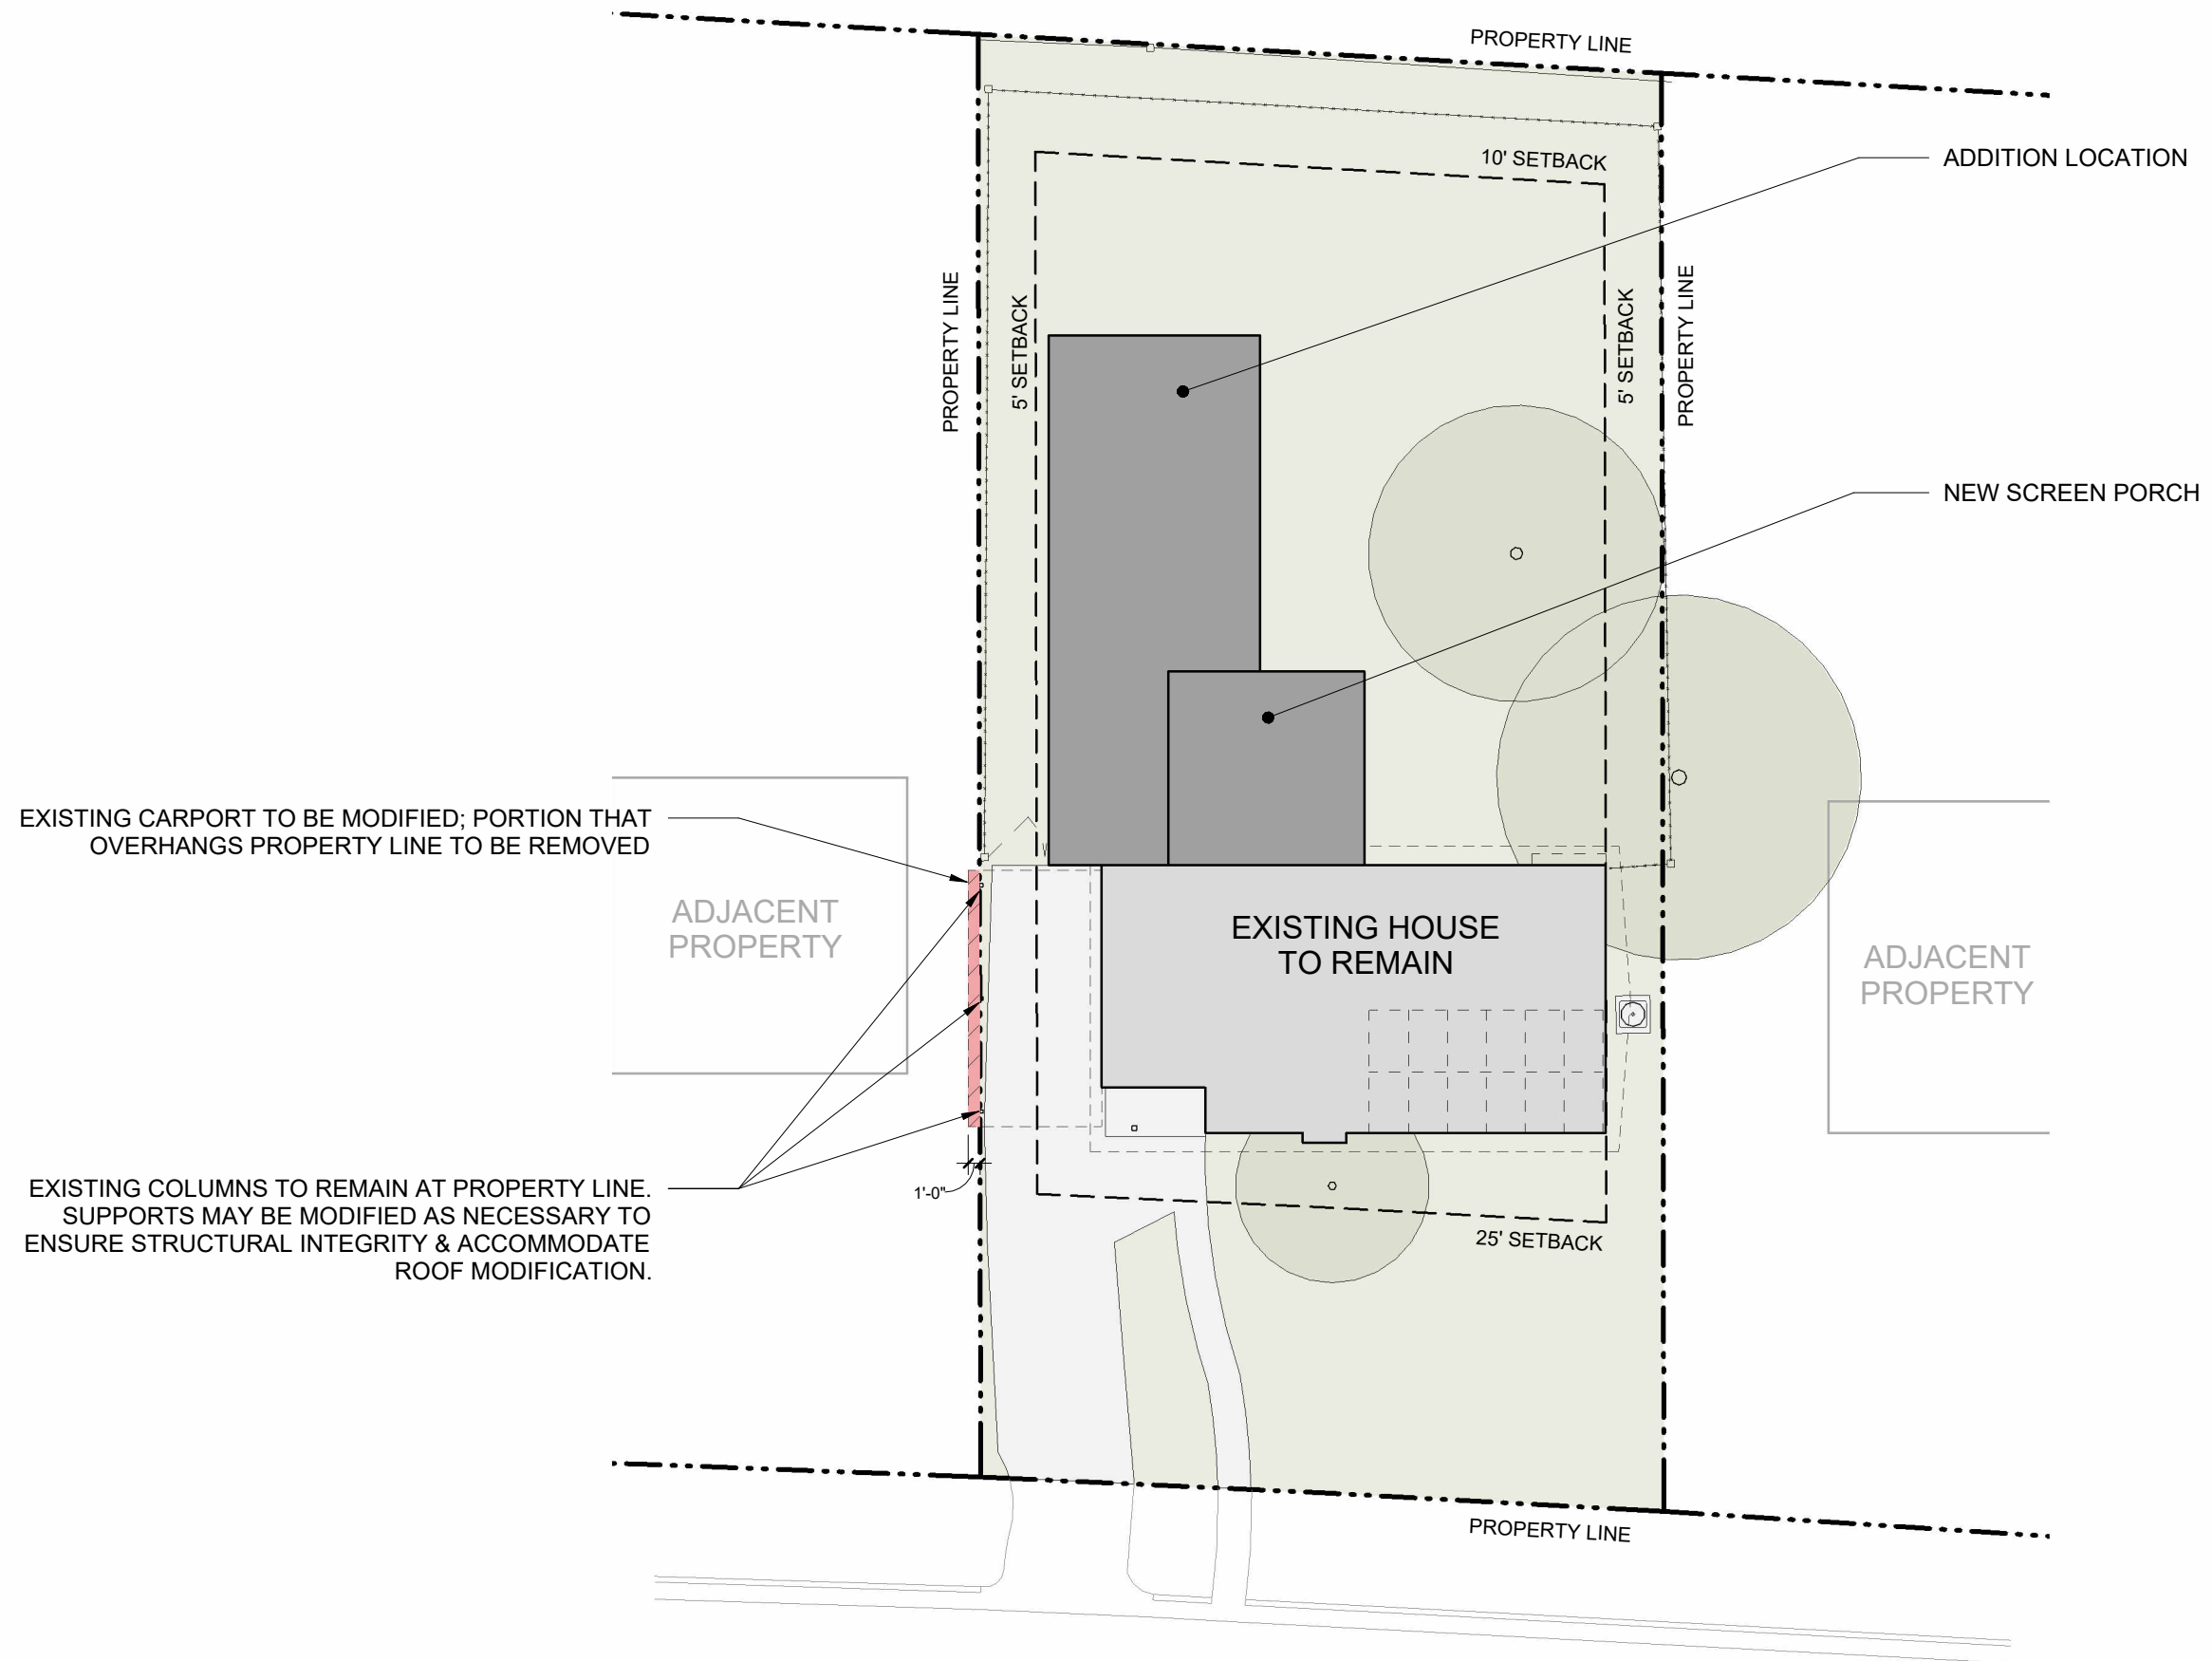 PROPERTY LINE
10' SETBACK
ADDITION LOCATION
PROPERTY LINE
5' SETBACK
5' SETBACK
PROPERTY LINE
NEW SCREEN PORCH
EXISTING CARPORT TO BE MODIFIED; PORTION THAT
OVERHANGS PROPERTY LINE TO BE REMOVED
ADJACENT
PROPERTY
EXISTING HOUSE
TO REMAIN
ADJACENT
PROPERTY
EXISTING COLUMNS TO REMAIN AT PROPERTY LINE.
SUPPORTS MAY BE MODIFIED AS NECESSARY TO
ENSURE STRUCTURAL INTEGRITY & ACCOMMODATE
ROOF MODIFICATION.
1'-0"
25' SETBACK
PROPERTY LINE